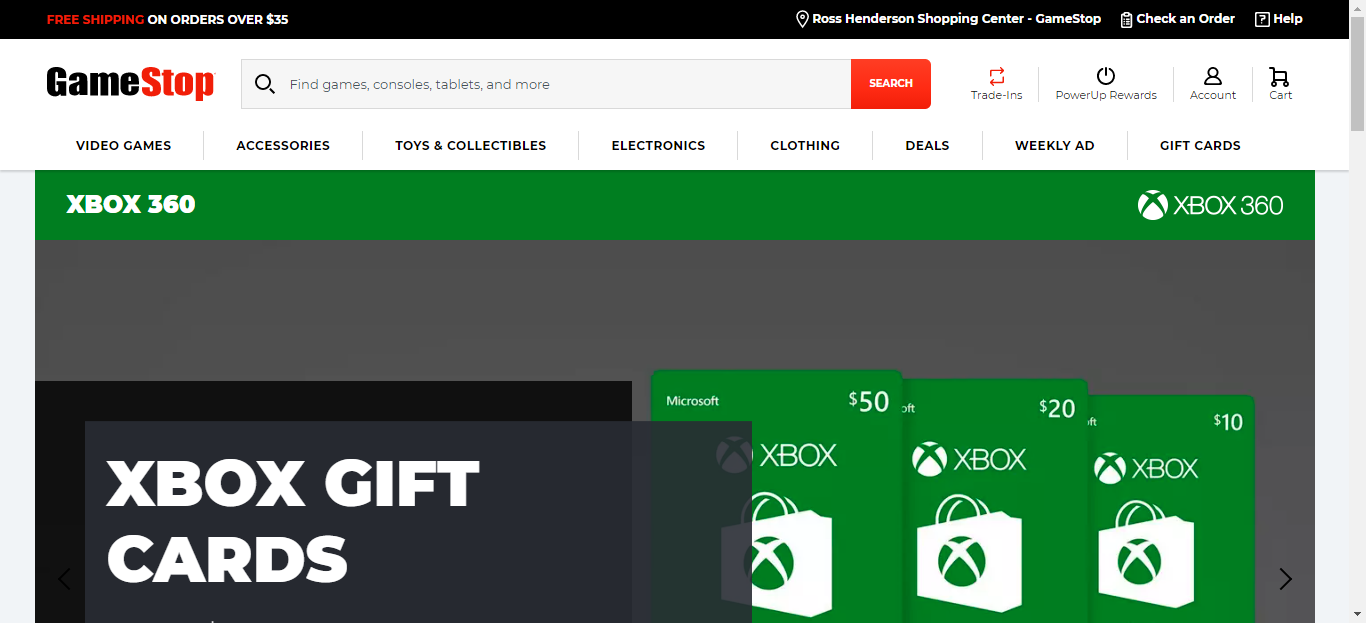 FREE SHIPPING ON ORDERS OVER $35
Ross Henderson Shopping Center - GameStop
Check an Order
Help
GameStop
Find games, consoles, tablets, and more
SEARCH
Trade-Ins
PowerUp Rewards
Account
Cart
VIDEO GAMES
ACCESSORIES
TOYS & COLLECTIBLES
ELECTRONICS
CLOTHING
DEALS
WEEKLY AD
GIFT CARDS
XBOX 360
XBOX 360
Microsoft
$50
oft
$20
ft
$10
XBOX
XBOX
XBOX
XBOX GIFT
CARDS